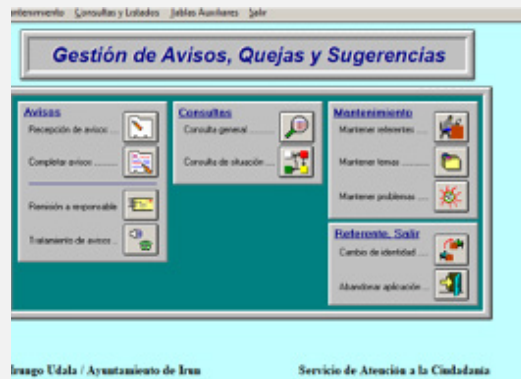 ntenimiento Consultas y Listados Tablas Auxiliares Salir
Gestión de Avisos, Quejas y Sugerencias
Avisos
Recepción de avisos ...
Completar avisos ..........
Remisión a responsable
Tratamiento de avisos ..
Consultas
Consulta general ..........
Consulta de situación ....
Mantenimiento
Mantener referentes ....
Mantener temas ...........
Mantener problemas ....
Referente, Salir
Cambio de identidad ....
Abandonar aplicación ..
Irungo Udala / Ayuntamiento de Irun
Servicio de Atención a la Ciudadanía